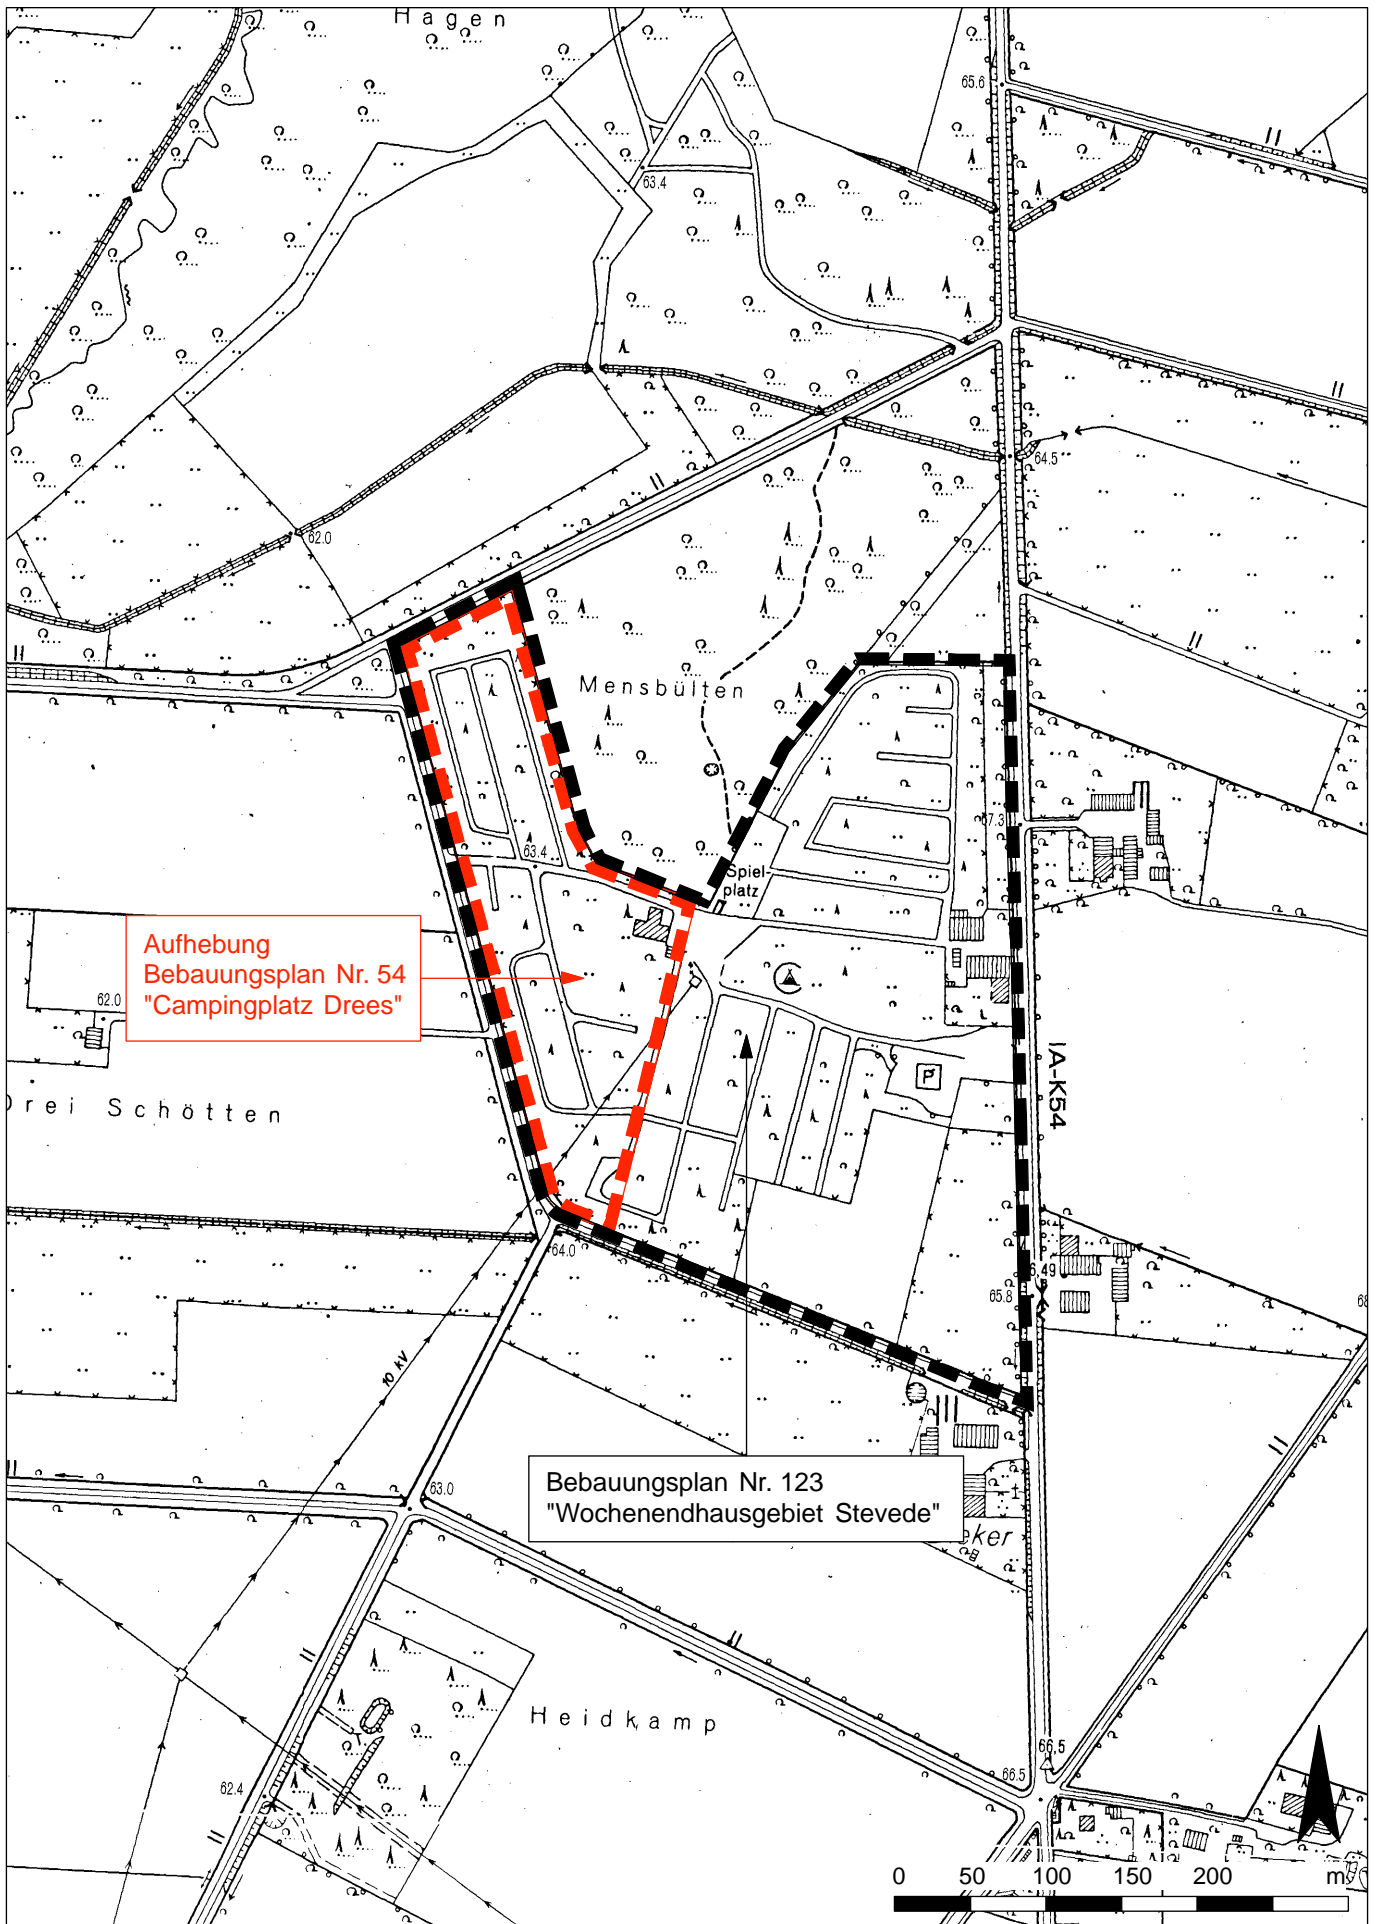 Hagen
65.6
63.4
64.5
62.0
Mensbülten
67.3
63.4
Spiel-
platz
Aufhebung
Bebauungsplan Nr. 54
"Campingplatz Drees"
62.0
P
IA-K54
Drei Schötten
64.0
65.8
10 KV
63.0
Bebauungsplan Nr. 123
"Wochenendhausgebiet Stevede"
eker
Heidkamp
66,5
66.5
62.4
0 50 100 150 200 m